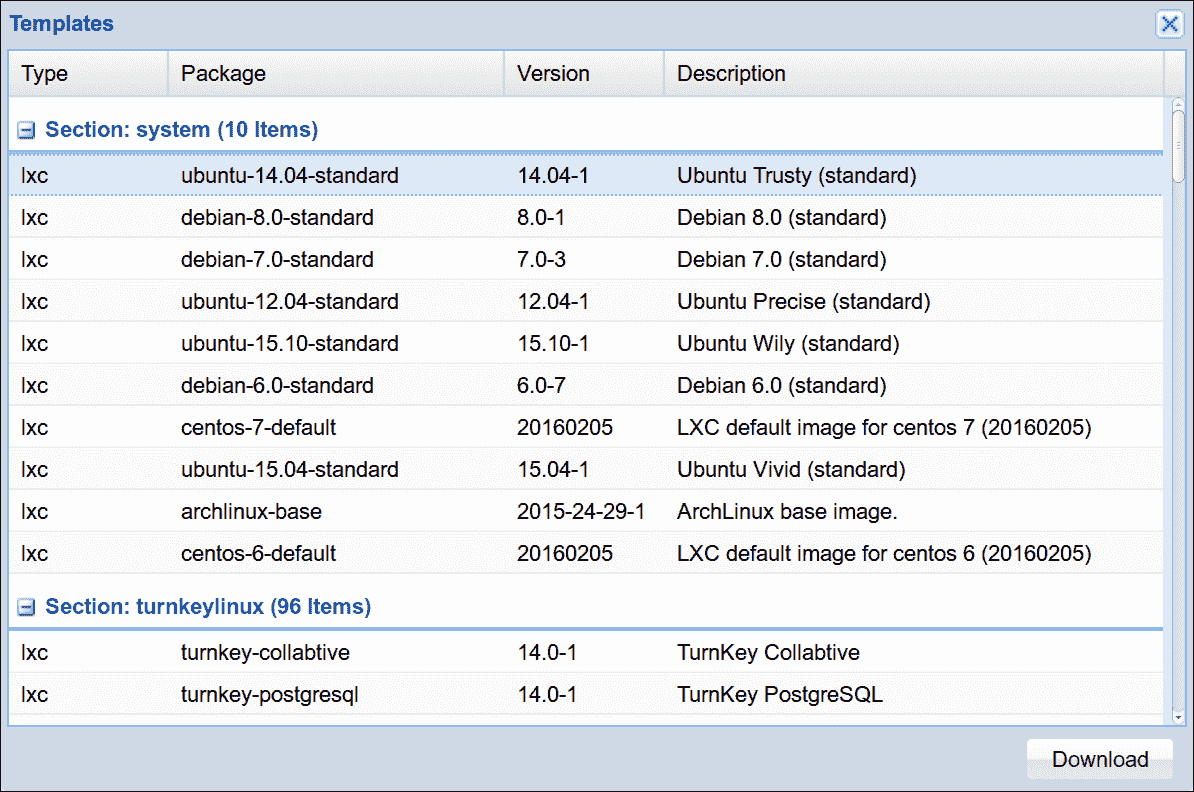 Templates
Type Package Version Description
Section: system (10 Items)
lxc ubuntu-14.04-standard 14.04-1 Ubuntu Trusty (standard)
lxc debian-8.0-standard 8.0-1 Debian 8.0 (standard)
lxc debian-7.0-standard 7.0-3 Debian 7.0 (standard)
lxc ubuntu-12.04-standard 12.04-1 Ubuntu Precise (standard)
lxc ubuntu-15.10-standard 15.10-1 Ubuntu Wily (standard)
lxc debian-6.0-standard 6.0-7 Debian 6.0 (standard)
lxc centos-7-default 20160205 LXC default image for centos 7 (20160205)
lxc ubuntu-15.04-standard 15.04-1 Ubuntu Vivid (standard)
lxc archlinux-base 2015-24-29-1 ArchLinux base image.
lxc centos-6-default 20160205 LXC default image for centos 6 (20160205)
Section: turnkeylinux (96 Items)
lxc turnkey-collabtive 14.0-1 TurnKey Collabtive
lxc turnkey-postgresql 14.0-1 TurnKey PostgreSQL
Download